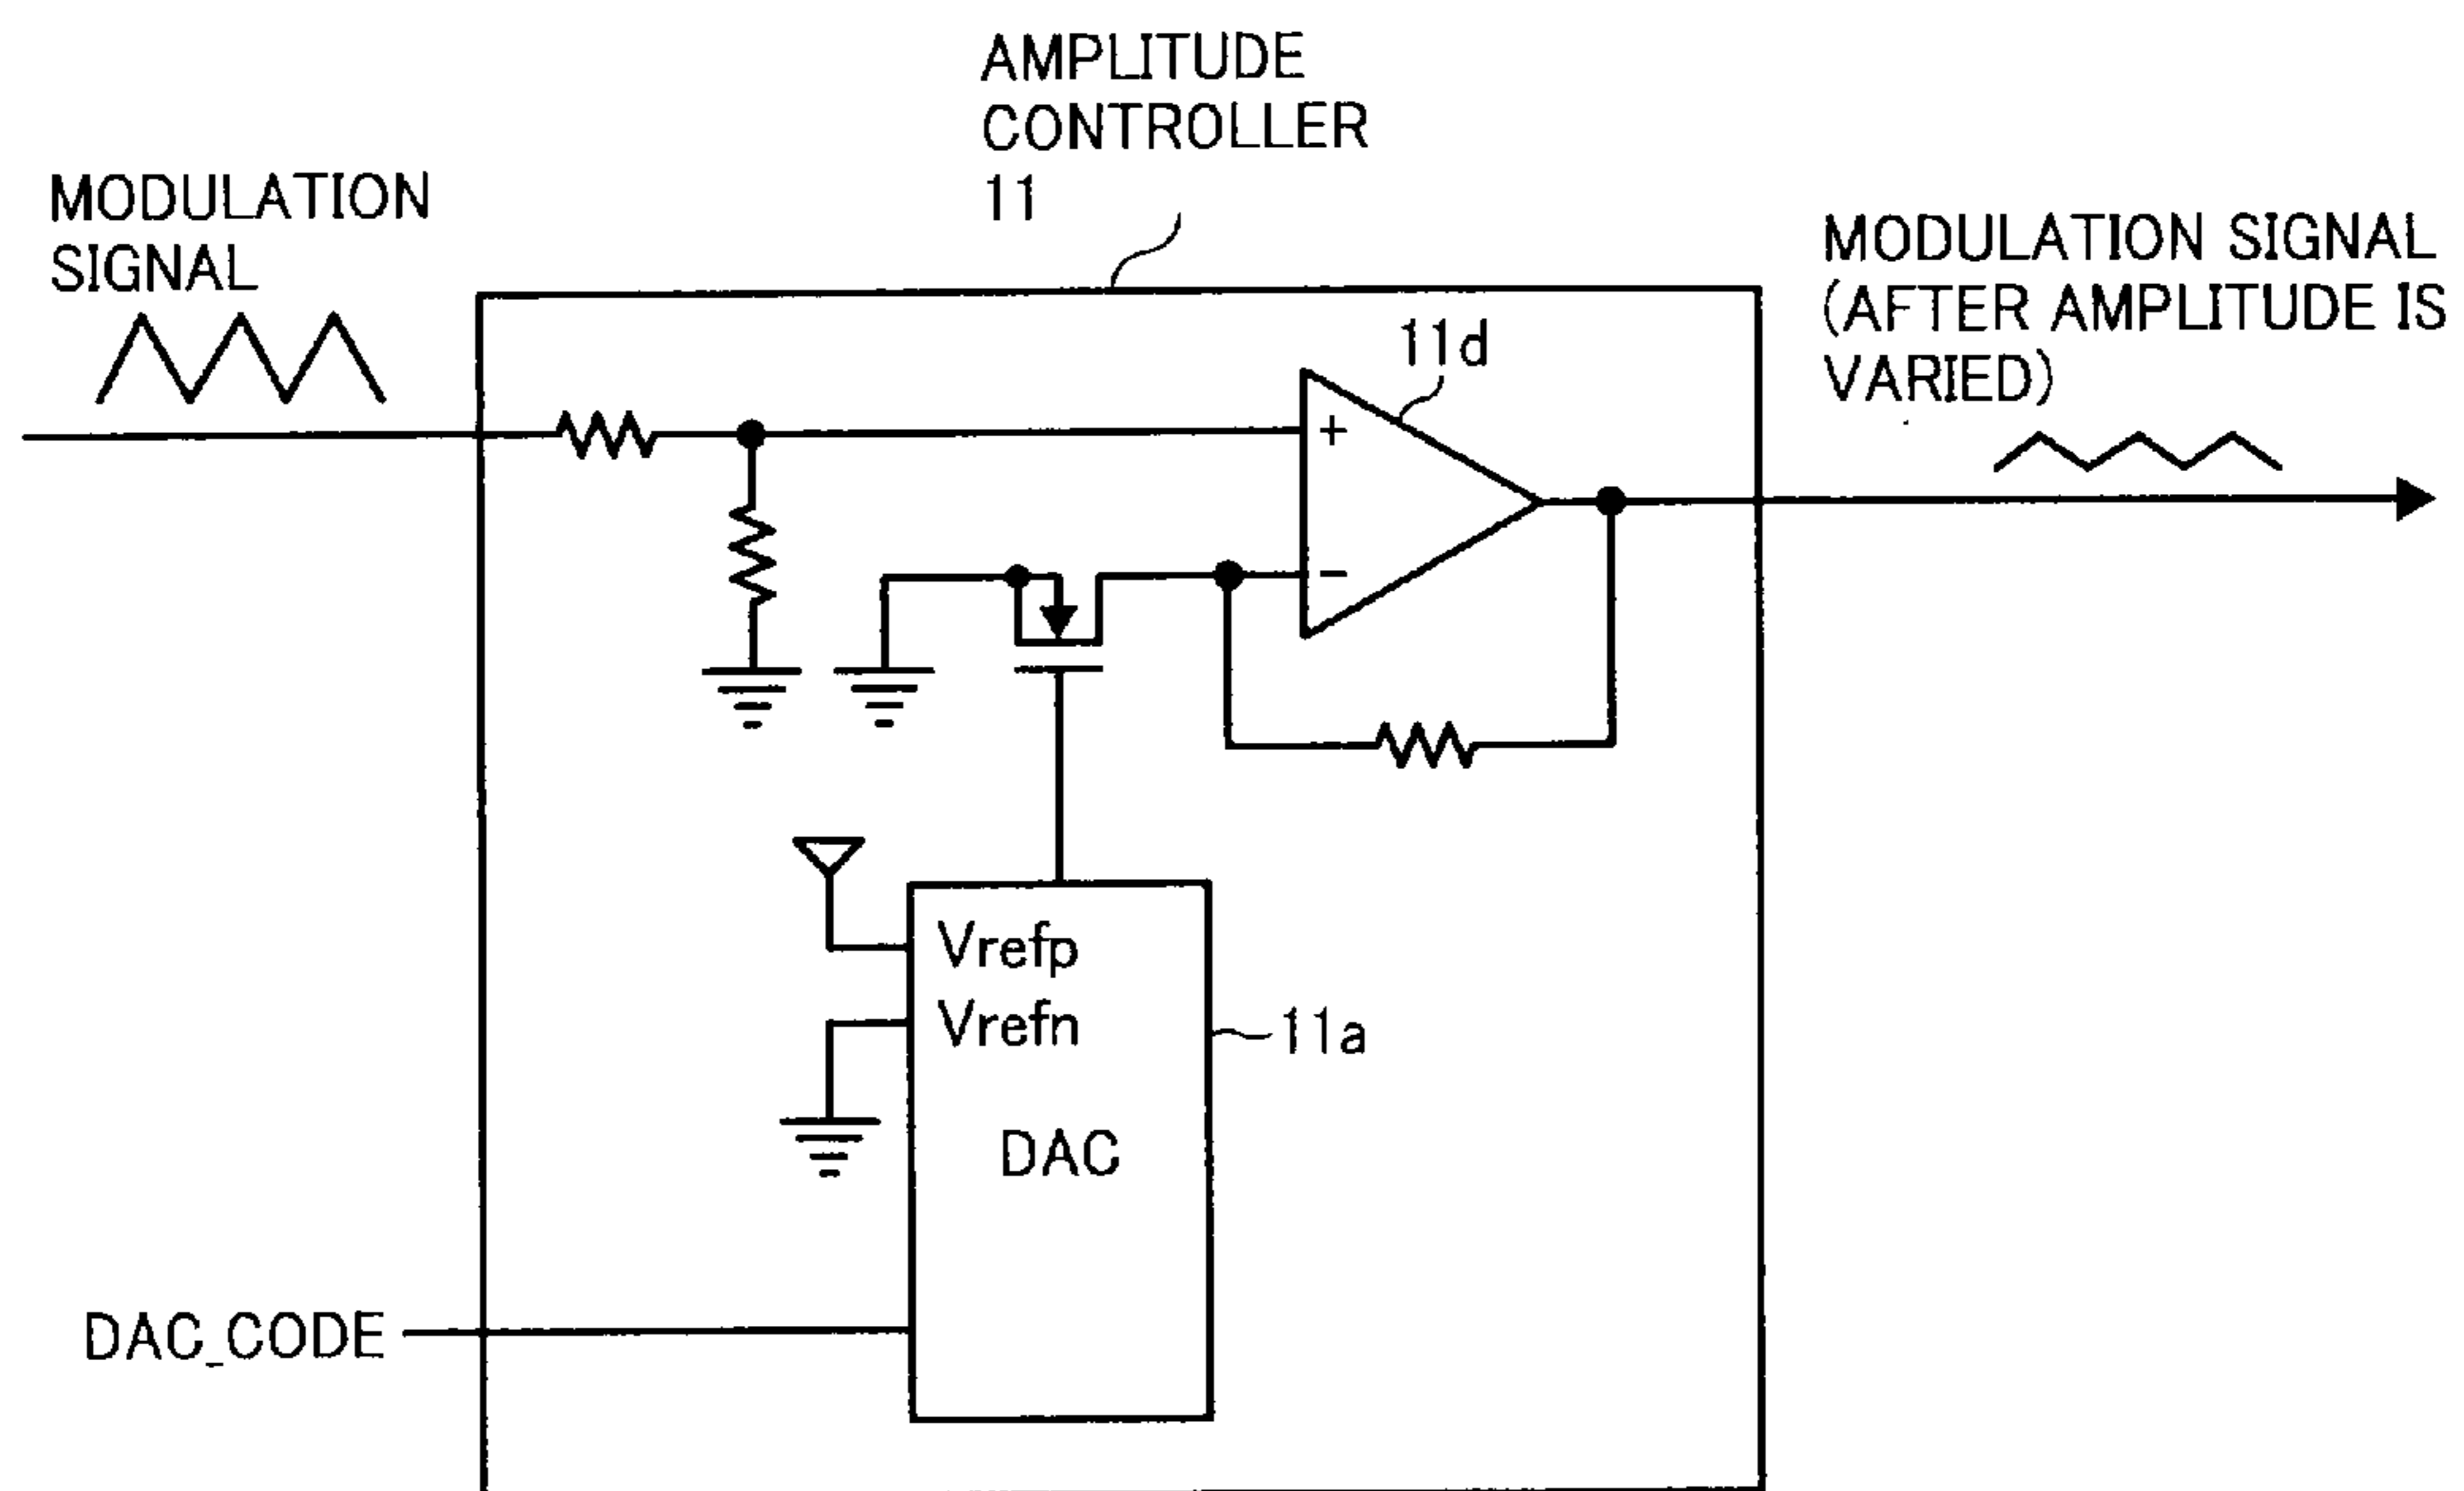 AMPLITUDE
CONTROLLER
11
MODULATION
SIGNAL
MODULATION SIGNAL
(AFTER AMPLITUDE IS
VARIED)
11d
+
−
Vrefp
Vrefn
11a
DAC
DAC_CODE